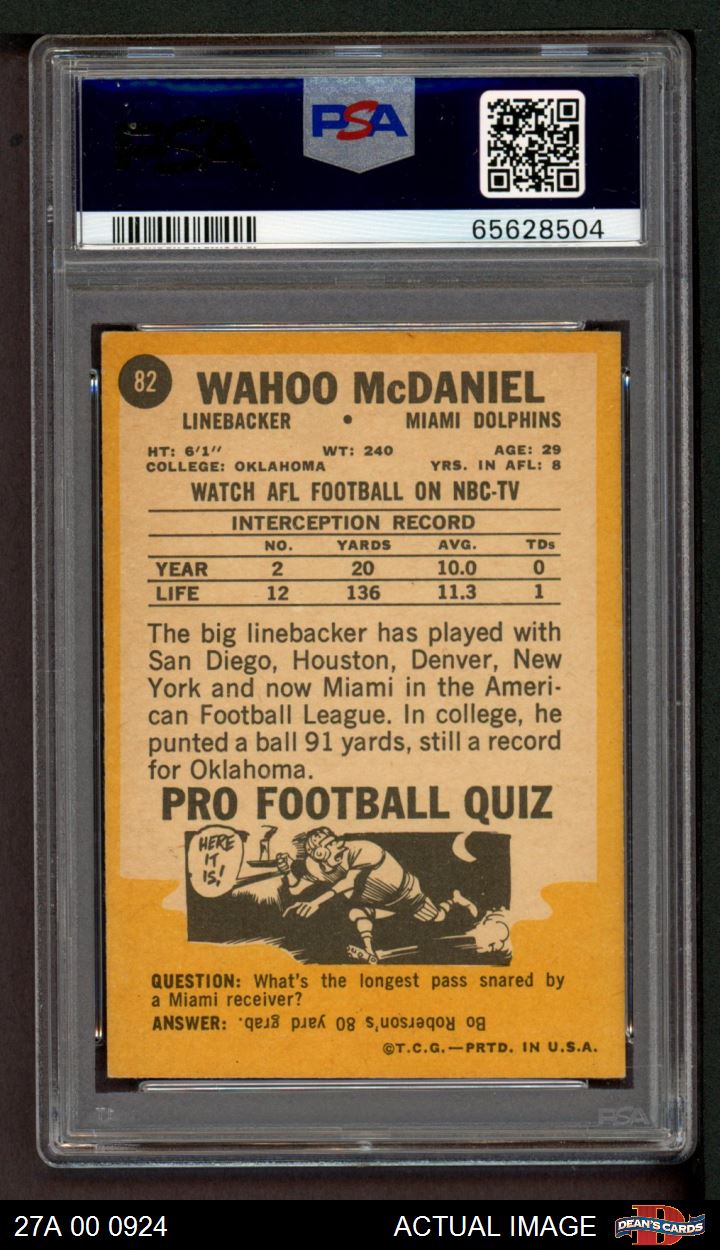 PSA
PSA
65628504
82
WAHOO McDANIEL
LINEBACKER • MIAMI DOLPHINS
HT: 6'1" WT: 240 AGE: 29
COLLEGE: OKLAHOMA YRS. IN AFL: 8
WATCH AFL FOOTBALL ON NBC-TV
INTERCEPTION RECORD
NO. YARDS AVG. TDs
YEAR 2 20 10.0 0
LIFE 12 136 11.3 1
The big linebacker has played with
San Diego, Houston, Denver, New
York and now Miami in the Ameri-
can Football League. In college, he
punted a ball 91 yards, still a record
for Oklahoma.
PRO FOOTBALL QUIZ
HERE
IT
IS!
QUESTION: What's the longest pass snared by
a Miami receiver?
ANSWER: Bo Roberson's 80 yard grab.
©T.C.G.—PRTD. IN U.S.A.
PSA
27A 00 0924 ACTUAL IMAGE DEAN'S CARDS